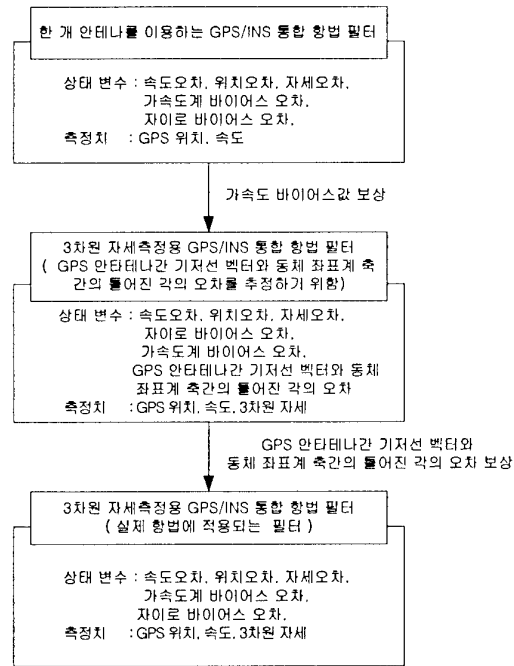 한 개 안테나를 이용하는 GPS/INS 통합 항법 필터
상태 변수 : 속도오차, 위치오차, 자세오차,
가속도계 바이어스 오차,
자이로 바이어스 오차,
측정치 : GPS 위치, 속도
가속도 바이어스값 보상
3차원 자세측정용 GPS/INS 통합 항법 필터
( GPS 안타테나간 기저선 벡터와 동체 좌표계 축
간의 틀어진 각의 오차를 추정하기 위함)
상태 변수 : 속도오차, 위치오차, 자세오차,
자이로 바이어스 오차,
가속도계 바이어스 오차,
GPS 안타테나간 기저선 벡터와 동체
좌표계 축간의 틀어진 각의 오차
측정치 : GPS 위치, 속도, 3차원 자세
GPS 안타테나간 기저선 벡터와
동체 좌표계 축간의 틀어진 각의 오차 보상
3차원 자세측정용 GPS/INS 통합 항법 필터
( 실제 항법에 적용되는 필터 )
상태 변수 : 속도오차, 위치오차, 자세오차,
가속도계 바이어스 오차,
자이로 바이어스 오차,
측정치 : GPS 위치, 속도, 3차원 자세